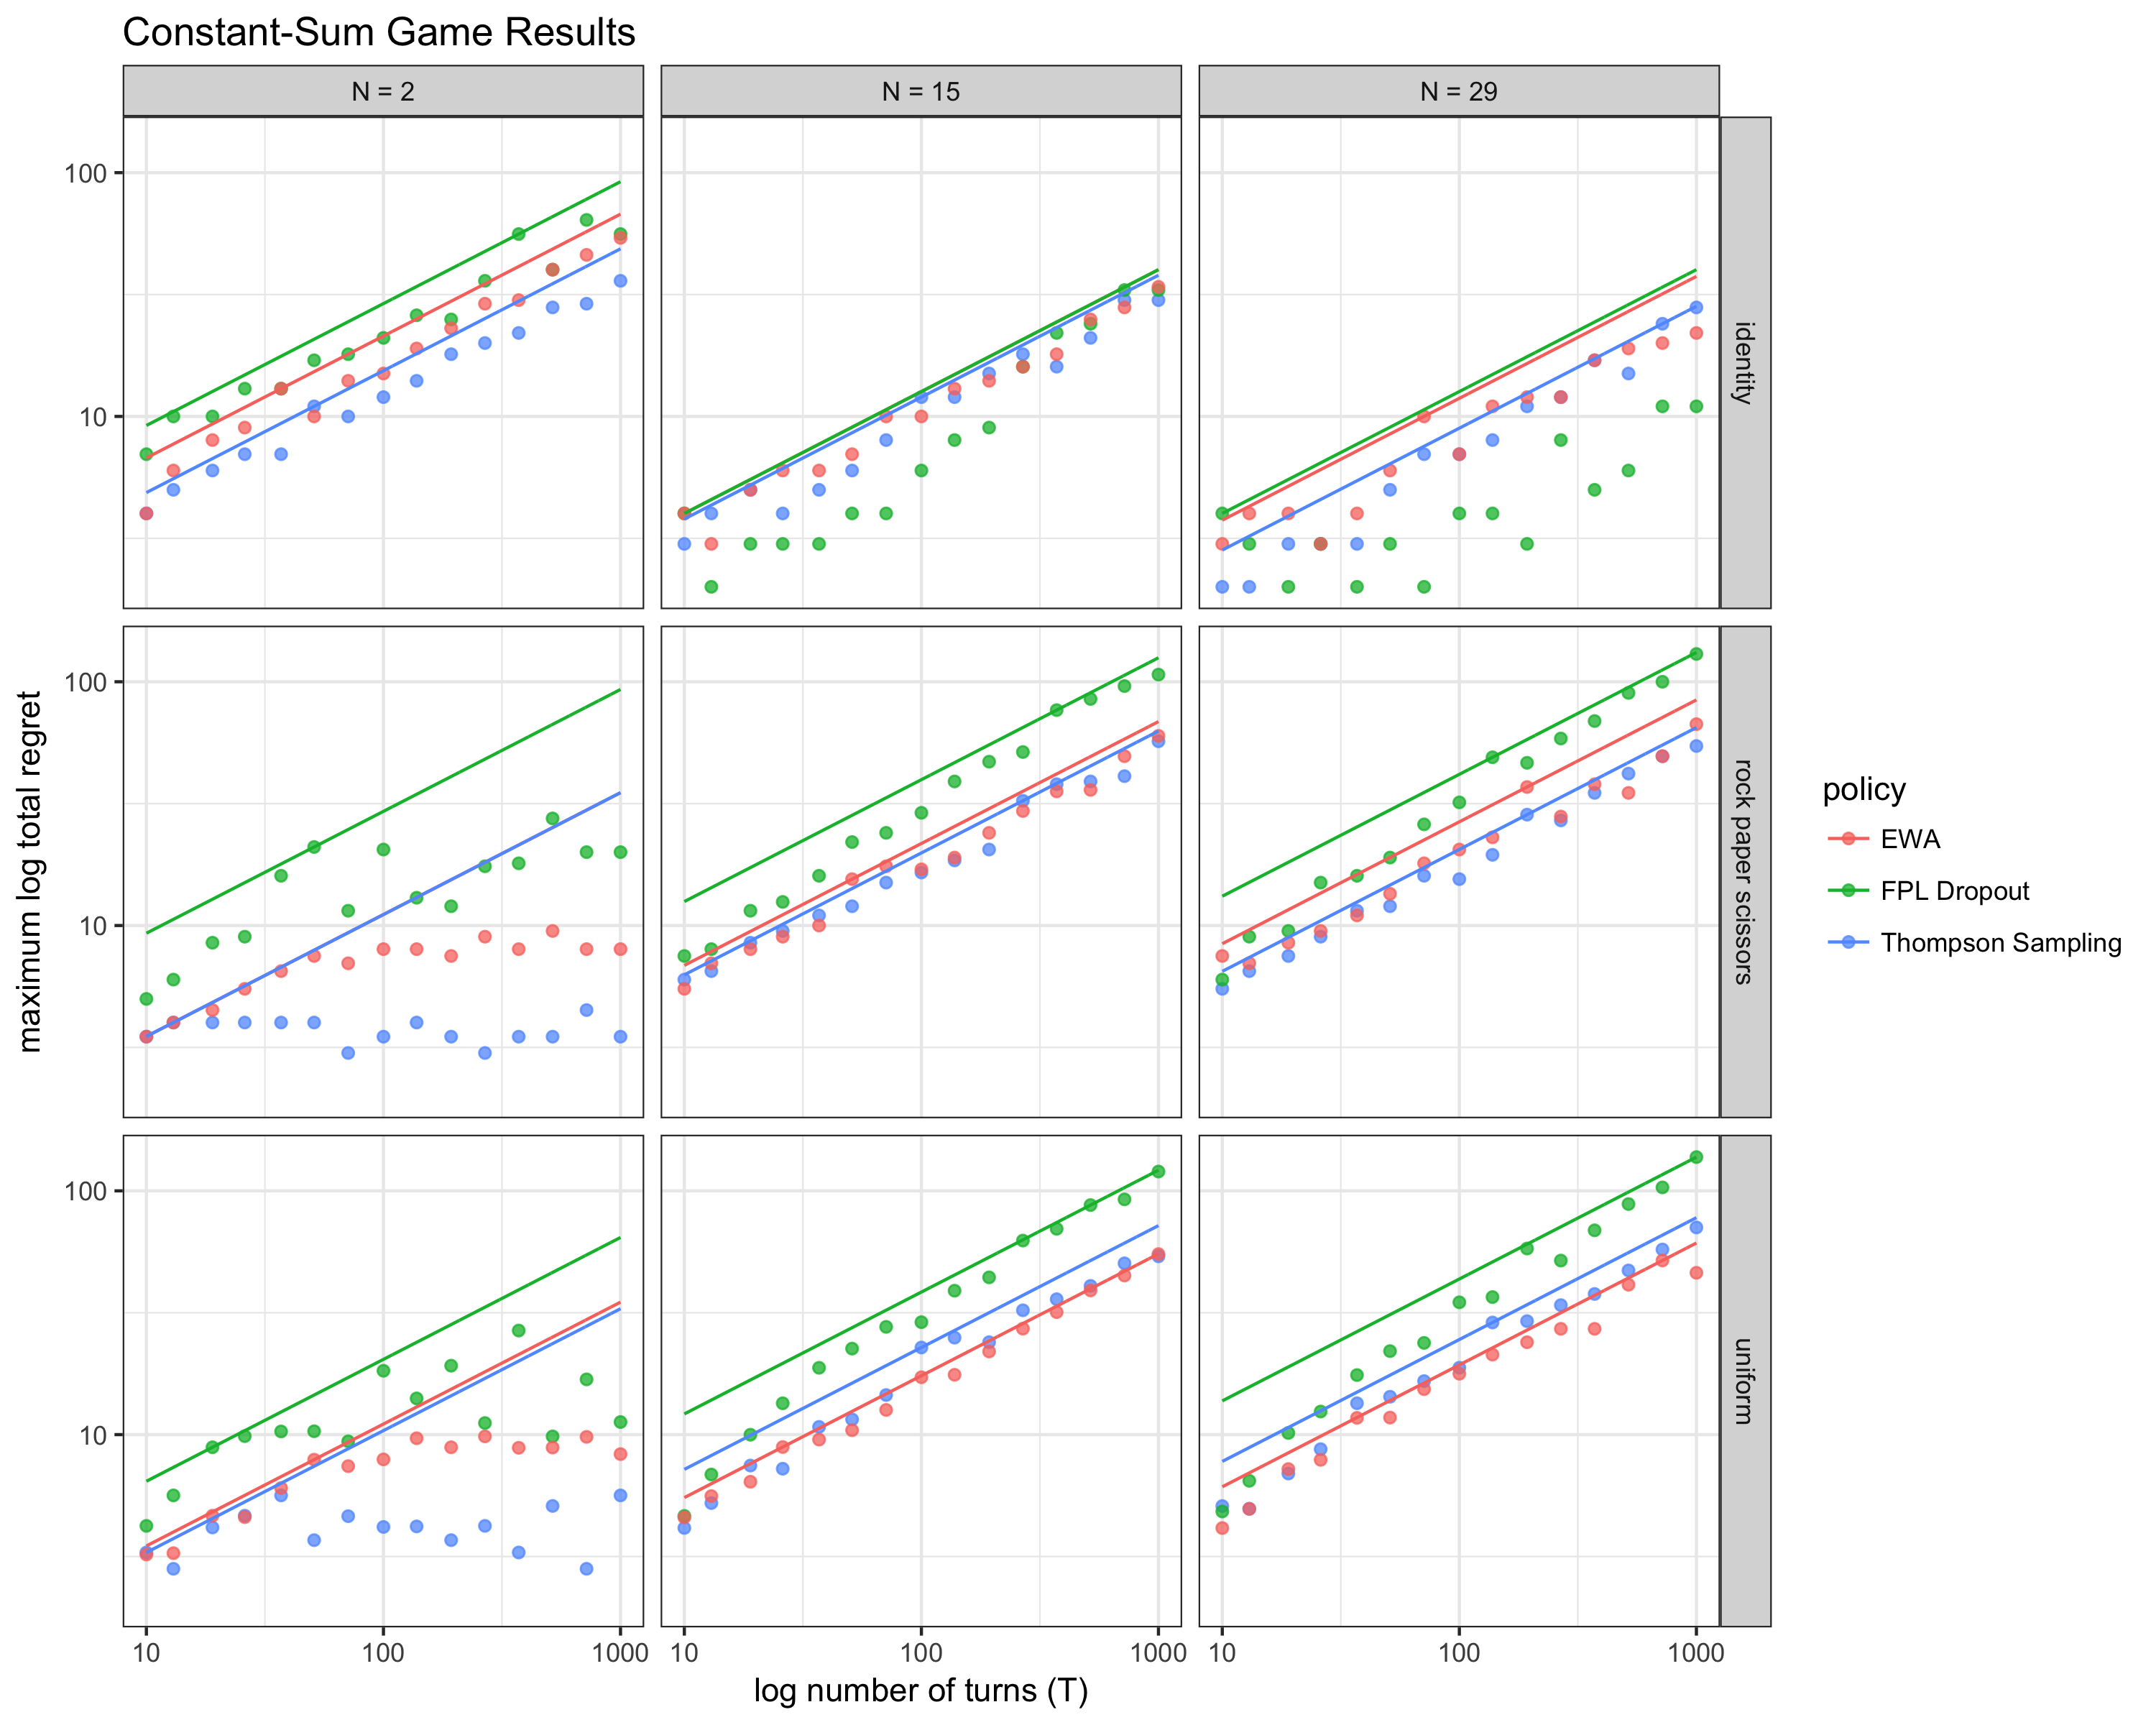 Constant-Sum Game Results
N = 2
N = 15
N = 29
100
10
identity
maximum log total regret
100
10
rock paper scissors
100
10
uniform
10
100
1000
10
100
1000
10
100
1000
log number of turns (T)
policy
EWA
FPL Dropout
Thompson Sampling